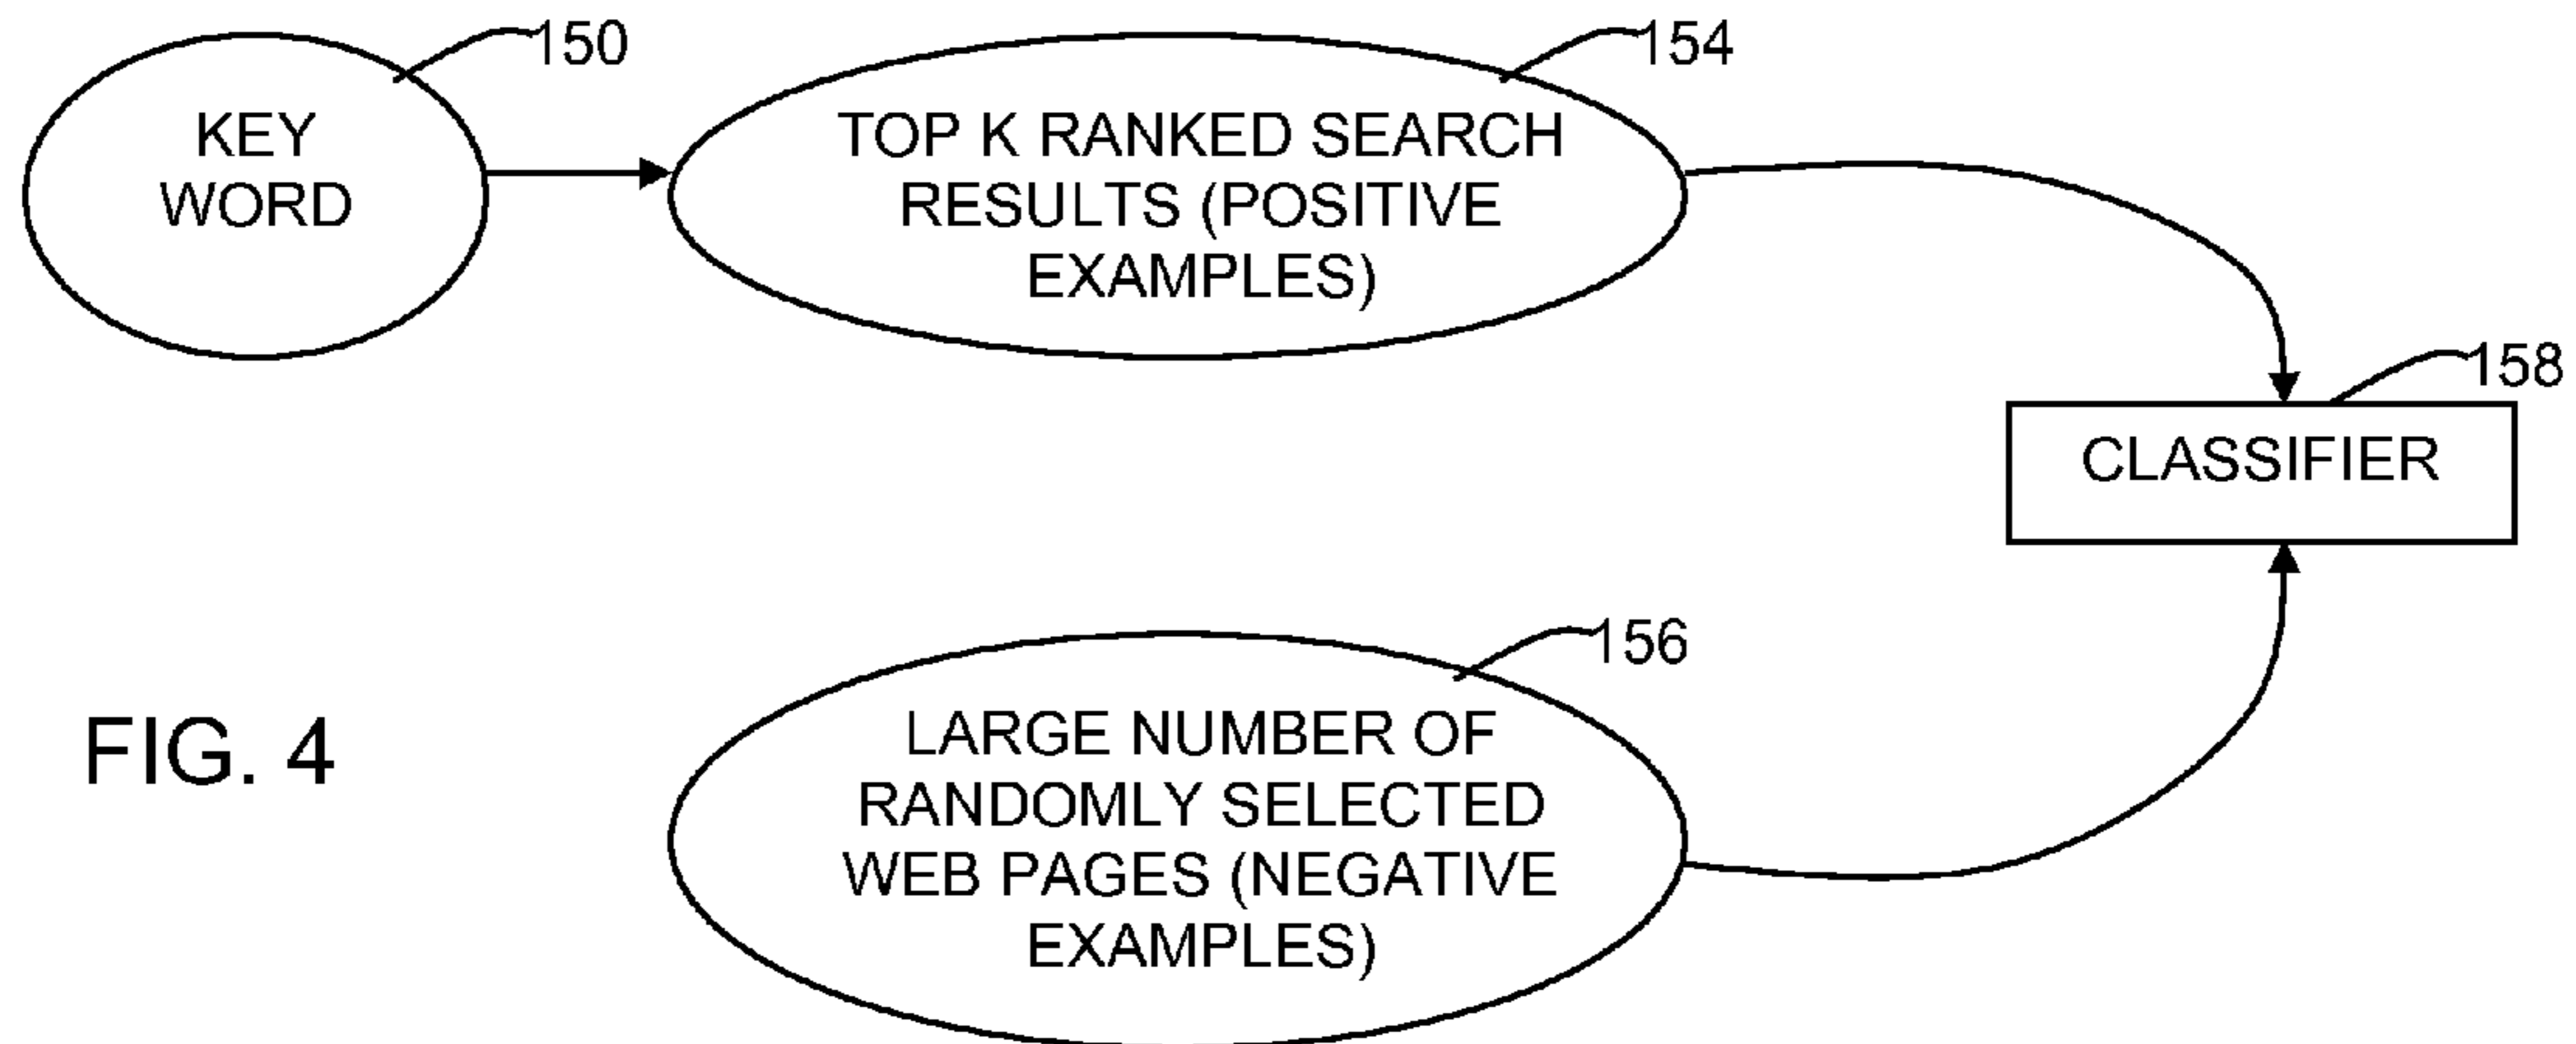 150
KEY
WORD
154
TOP K RANKED SEARCH
RESULTS (POSITIVE
EXAMPLES)
158
CLASSIFIER
156
LARGE NUMBER OF
RANDOMLY SELECTED
WEB PAGES (NEGATIVE
EXAMPLES)
FIG. 4